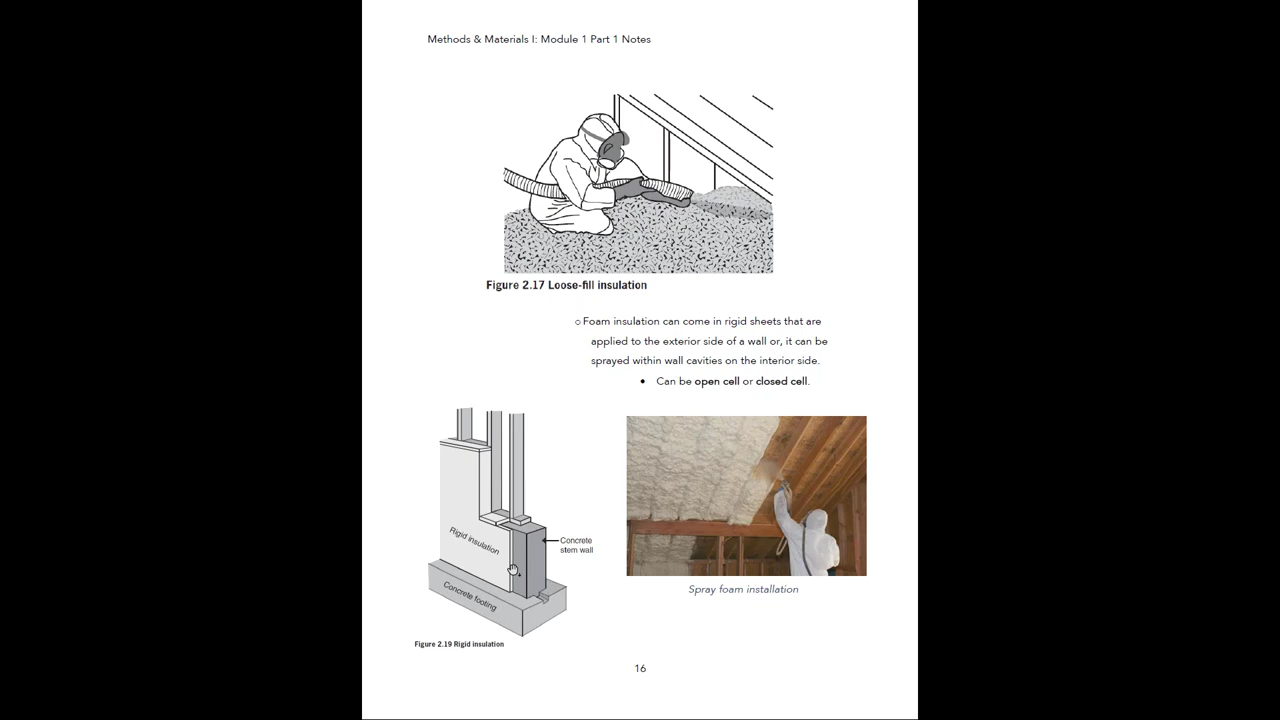 Methods & Materials I: Module 1 Part 1 Notes
Figure 2.17 Loose-fill insulation
○ Foam insulation can come in rigid sheets that are
applied to the exterior side of a wall or, it can be
sprayed within wall cavities on the interior side.
• Can be open cell or closed cell.
Rigid insulation
Concrete
stem wall
Concrete footing
Figure 2.19 Rigid insulation
Spray foam installation
16